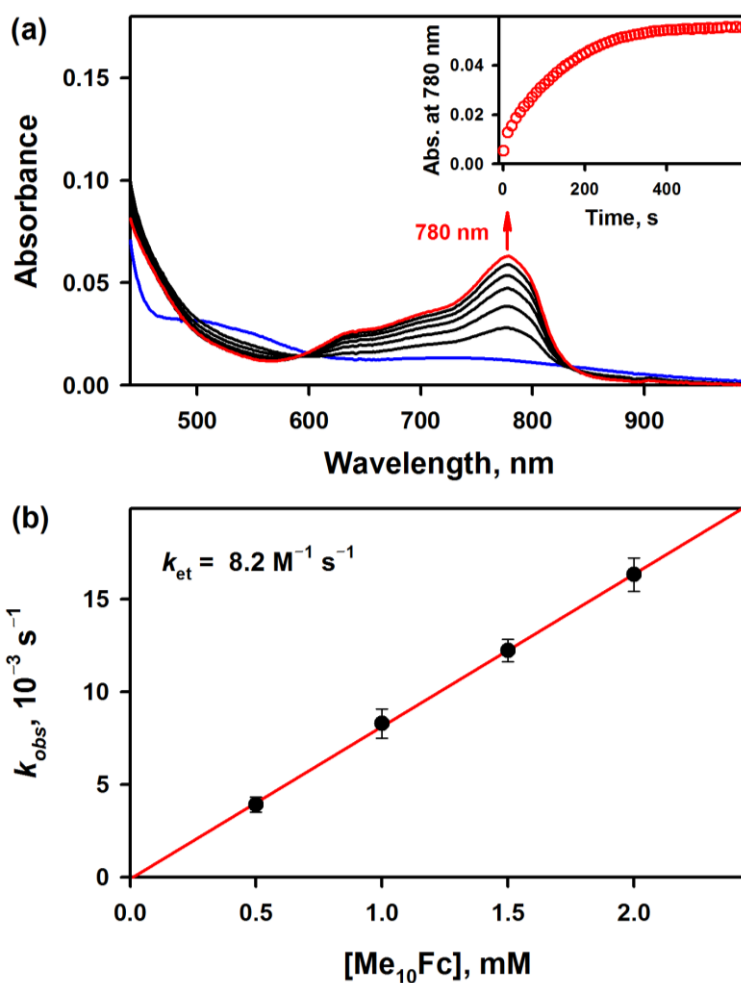 (a)
0.15
0.10
0.05
0.00
Absorbance
500 600 700 800 900
Wavelength, nm
780 nm
Abs. at 780 nm
0.04
0.02
0.00
0 200 400
Time, s
(b)
k_et = 8.2 M⁻¹ s⁻¹
k_obs, 10⁻³ s⁻¹
15
10
5
0
0.0 0.5 1.0 1.5 2.0
[Me₁₀Fc], mM